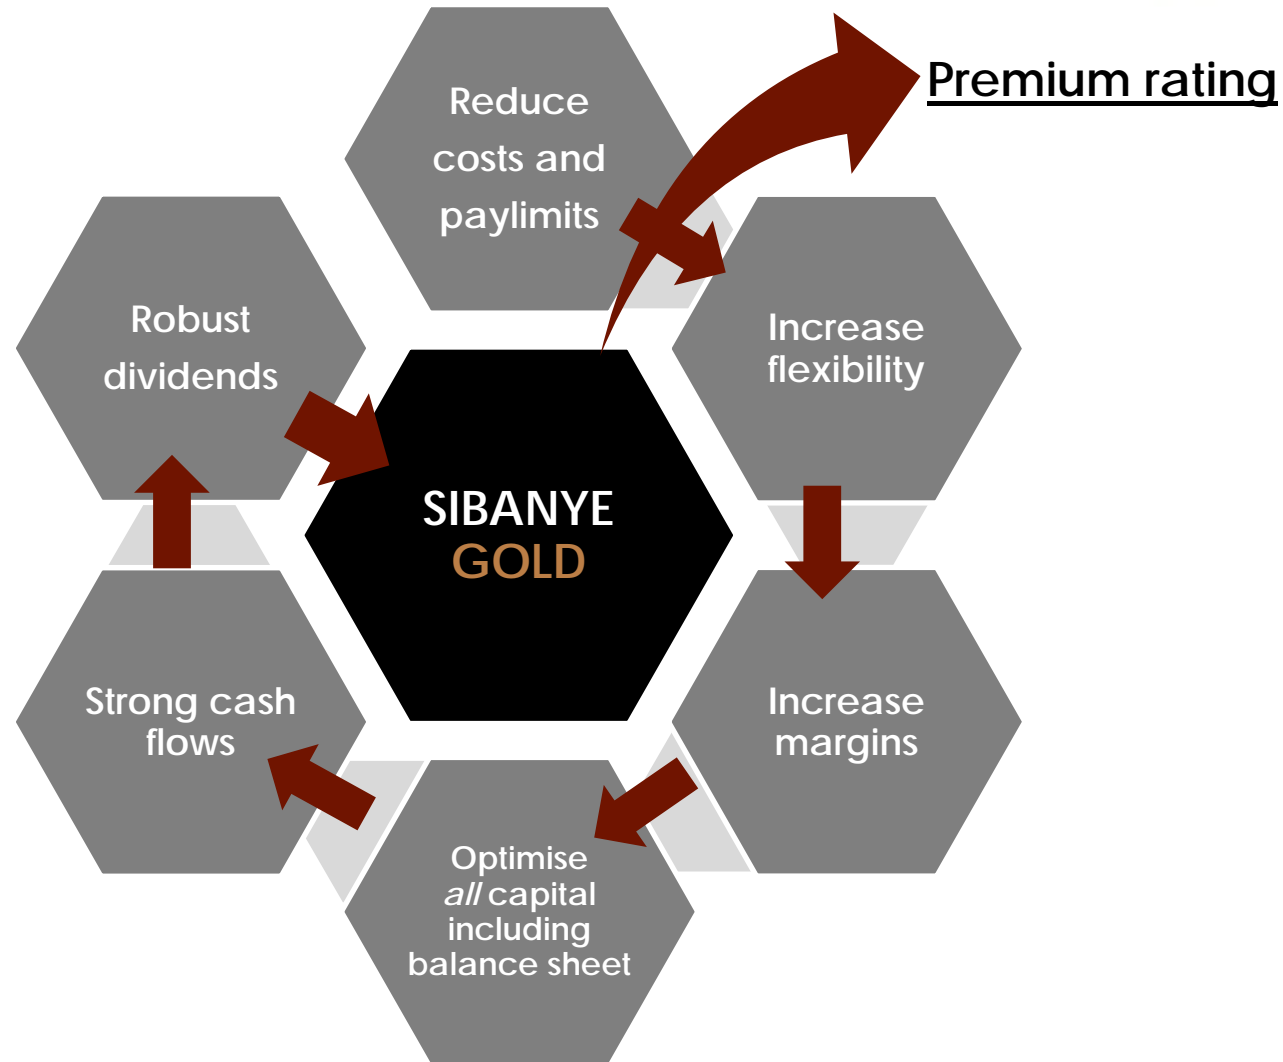 Premium rating
Reduce
costs and
paylimits
Increase
flexibility
Increase
margins
Optimise
all capital
including
balance sheet
Strong cash
flows
Robust
dividends
SIBANYE
GOLD